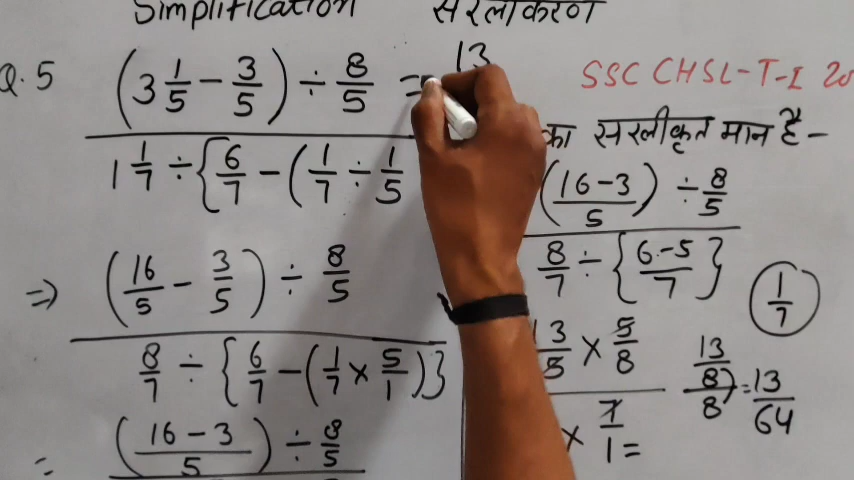 Simplification सरलीकरण
Q.5 (3 1/5 − 3/5) ÷ 8/5 = 13
1 1/7 ÷ {6/7 − (1/7 ÷ 1/5
SSC CHSL-T-I 20
का सरलीकृत मान है −
((16−3)/5) ÷ 8/5
8/7 ÷ {(6-5)/7}
1/7
⇒ (16/5 − 3/5) ÷ 8/5
8/7 ÷ {6/7 − (1/7 × 5/1)}
13/5 × 5/8
× 7/1 =
13/8/8 = 13/64
= ((16−3)/5) ÷ 8/5